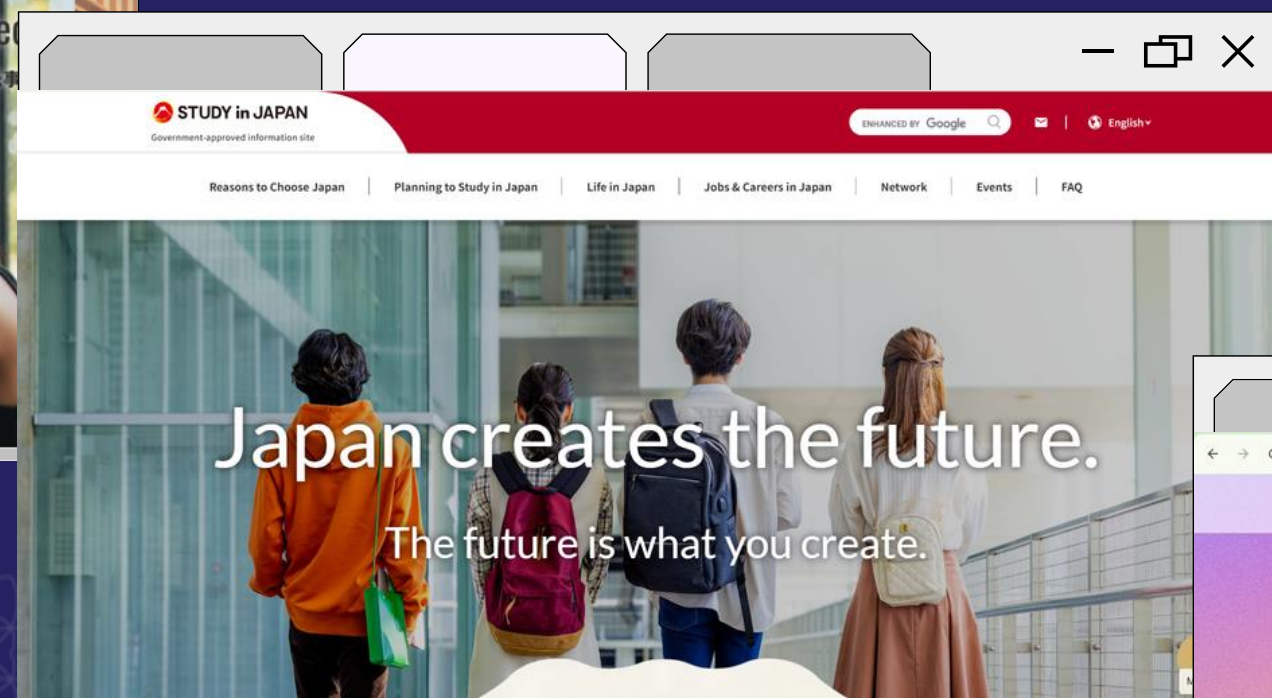 STUDY in JAPAN
Government-approved information site
ENHANCED BY Google
English
Reasons to Choose Japan
Planning to Study in Japan
Life in Japan
Jobs & Careers in Japan
Network
Events
FAQ
Japan creates the future.
The future is what you create.